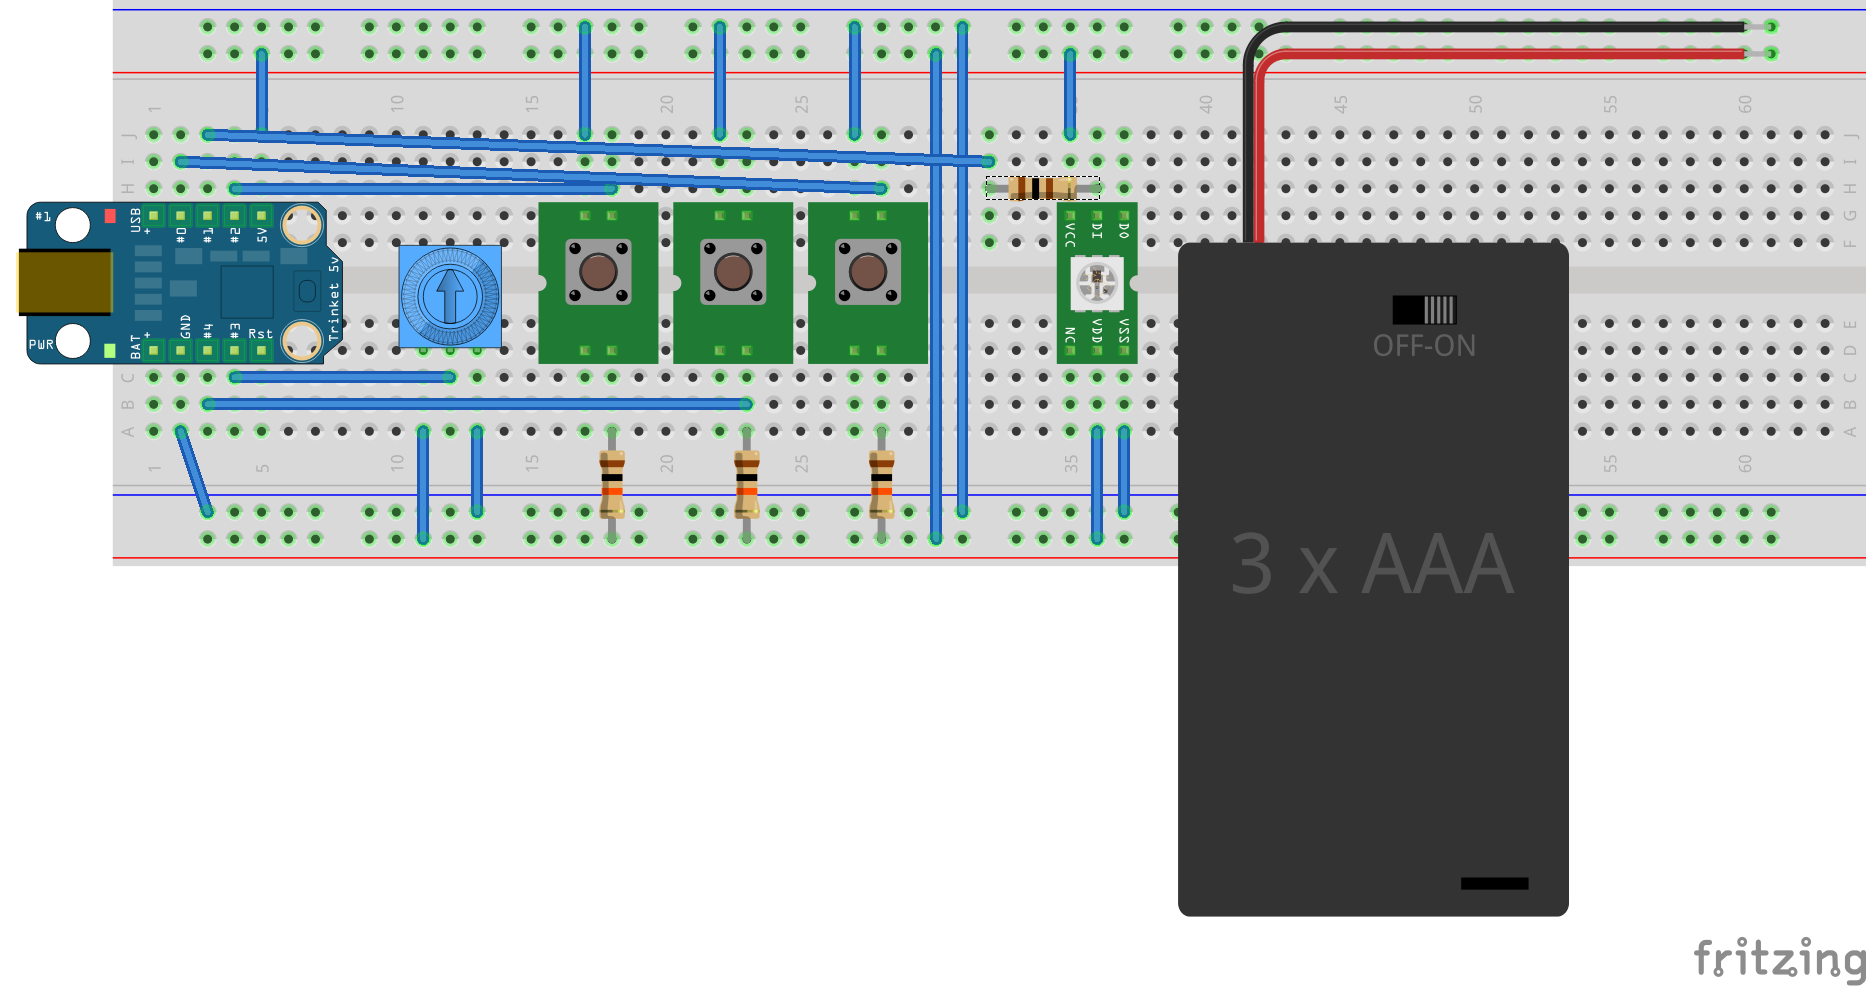 1 10 15 20 25 40 45 50 55 60
J J
I I
H H
G
F
#1 USB + #0 #1 #2 5V
VCC DI DO
Trinket 5v
OFF-ON
PWR BAT + GND #4 #3 Rst
NC VDD VSS
E
D
C C
B B
A A
1 5 10 15 20 25 35 55 60
3 x AAA
fritzing